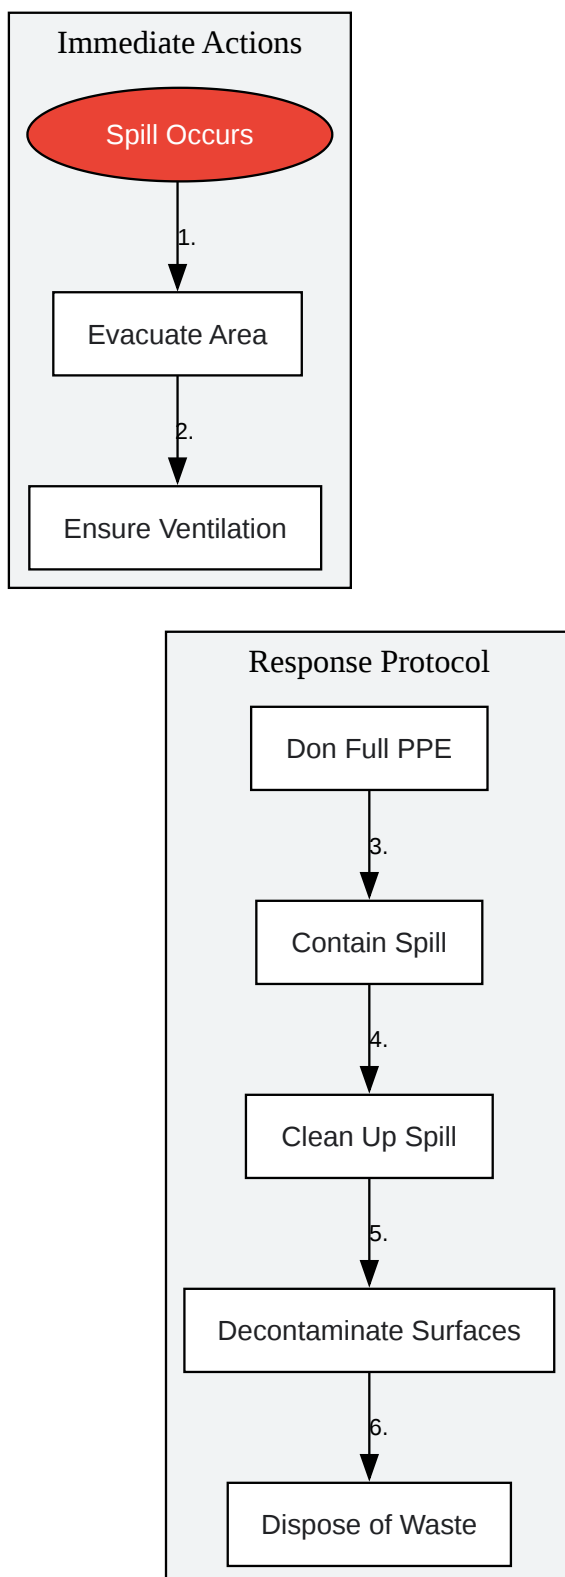 Immediate Actions
Spill Occurs
1.
Evacuate Area
2.
Ensure Ventilation
Response Protocol
Don Full PPE
3.
Contain Spill
4.
Clean Up Spill
5.
Decontaminate Surfaces
6.
Dispose of Waste